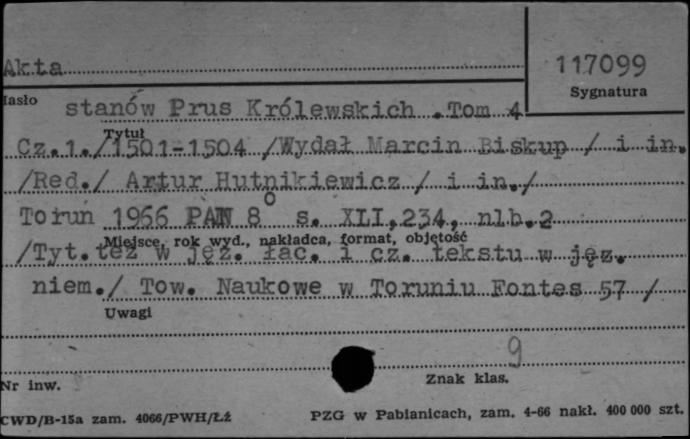 Akta
117099
Hasło
Sygnatura
stanów Prus Królewskich .Tom 4
Tytuł
Cz.1./1501-1504 /Wydał Marcin Biskup / i in.
/Red./ Artur Hutnikiewicz / i in./
Toruń 1966 PAN 8° s. XLI,234, nlb.2
Miejsce, rok wyd., nakładca, format, objętość
/Tyt. też w jęz. łac. i cz. tekstu w jęz.
niem./ Tow. Naukowe w Toruniu Fontes 57 /
Uwagi
9
Nr inw.
Znak klas.
CWD/B-15a zam. 4066/PWH/Łż
PZG w Pabianicach, zam. 4-66 nakł. 400 000 szt.